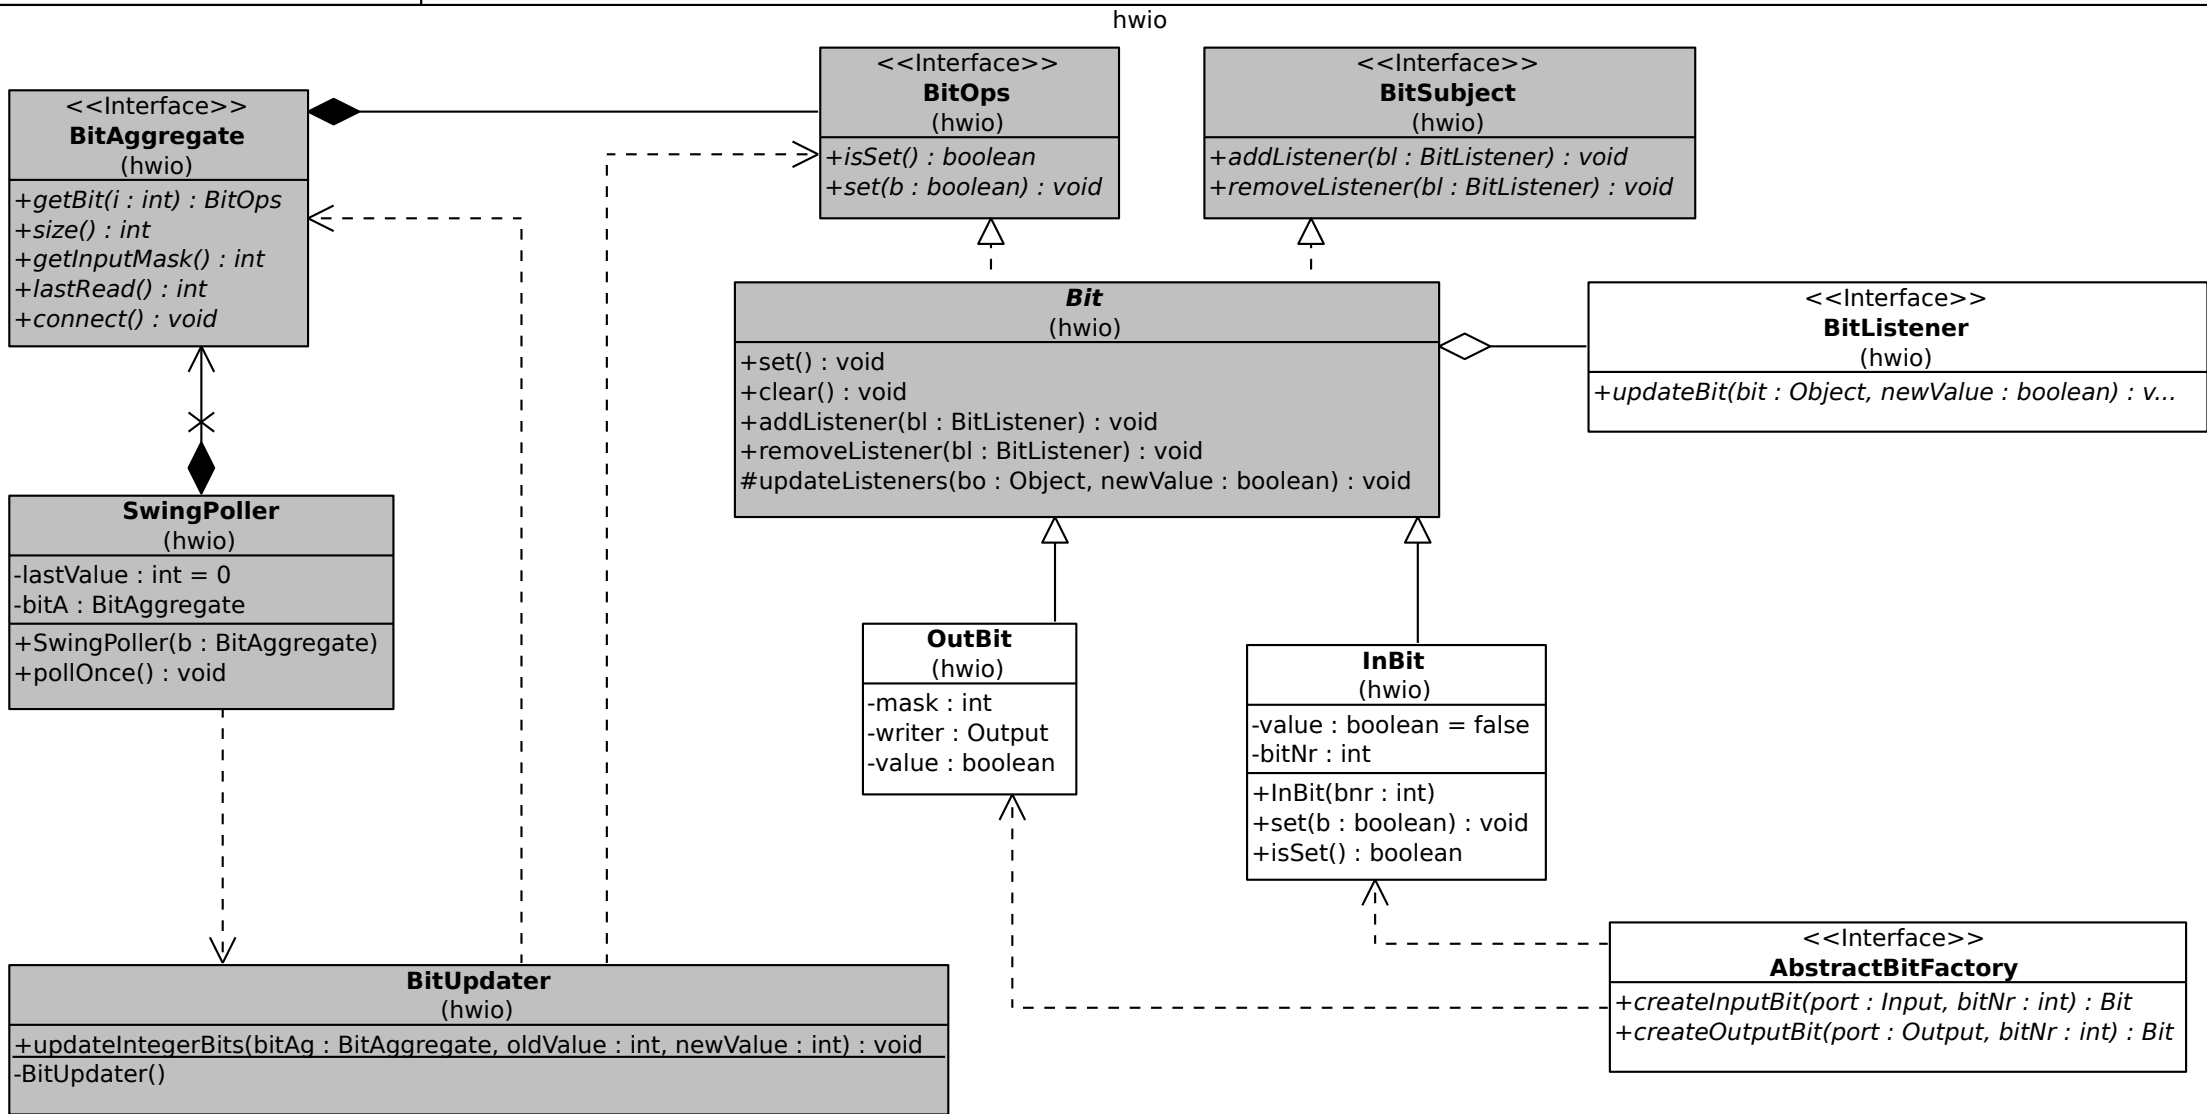 hwio
<<Interface>>
BitAggregate
(hwio)
+getBit(i : int) : BitOps
+size() : int
+getInputMask() : int
+lastRead() : int
+connect() : void
<<Interface>>
BitOps
(hwio)
+isSet() : boolean
+set(b : boolean) : void
<<Interface>>
BitSubject
(hwio)
+addListener(bl : BitListener) : void
+removeListener(bl : BitListener) : void
Bit
(hwio)
+set() : void
+clear() : void
+addListener(bl : BitListener) : void
+removeListener(bl : BitListener) : void
#updateListeners(bo : Object, newValue : boolean) : void
<<Interface>>
BitListener
(hwio)
+updateBit(bit : Object, newValue : boolean) : v...
SwingPoller
(hwio)
-lastValue : int = 0
-bitA : BitAggregate
+SwingPoller(b : BitAggregate)
+pollOnce() : void
OutBit
(hwio)
-mask : int
-writer : Output
-value : boolean
InBit
(hwio)
-value : boolean = false
-bitNr : int
+InBit(bnr : int)
+set(b : boolean) : void
+isSet() : boolean
BitUpdater
(hwio)
+updateIntegerBits(bitAg : BitAggregate, oldValue : int, newValue : int) : void
-BitUpdater()
<<Interface>>
AbstractBitFactory
+createInputBit(port : Input, bitNr : int) : Bit
+createOutputBit(port : Output, bitNr : int) : Bit